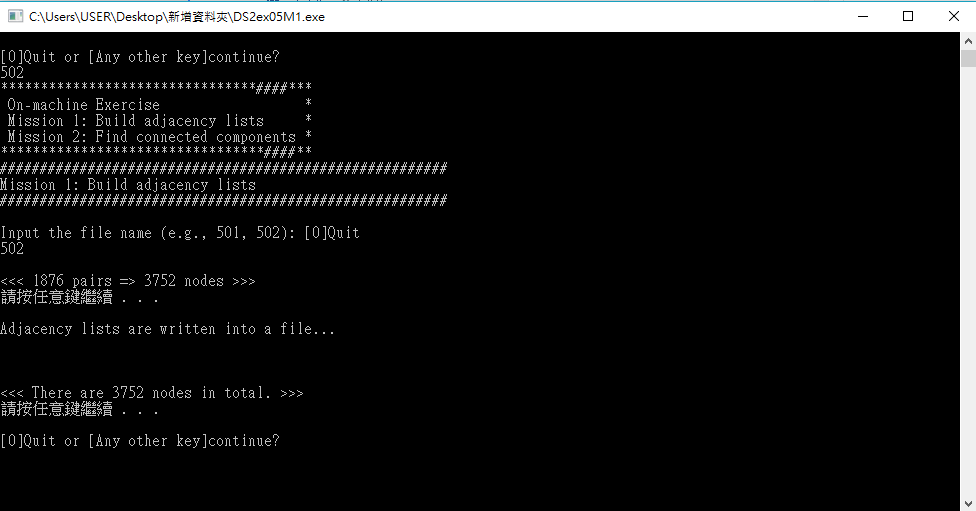 C:\Users\USER\Desktop\新增資料夾\DS2ex05M1.exe
[0]Quit or [Any other key]continue?
502
********************************####***
On-machine Exercise *
Mission 1: Build adjacency lists *
Mission 2: Find connected components *
*********************************####**
########################################################
Mission 1: Build adjacency lists
########################################################
Input the file name (e.g., 501, 502): [0]Quit
502
<<< 1876 pairs => 3752 nodes >>>
請按任意鍵繼續 . . .
Adjacency lists are written into a file...
<<< There are 3752 nodes in total. >>>
請按任意鍵繼續 . . .
[0]Quit or [Any other key]continue?